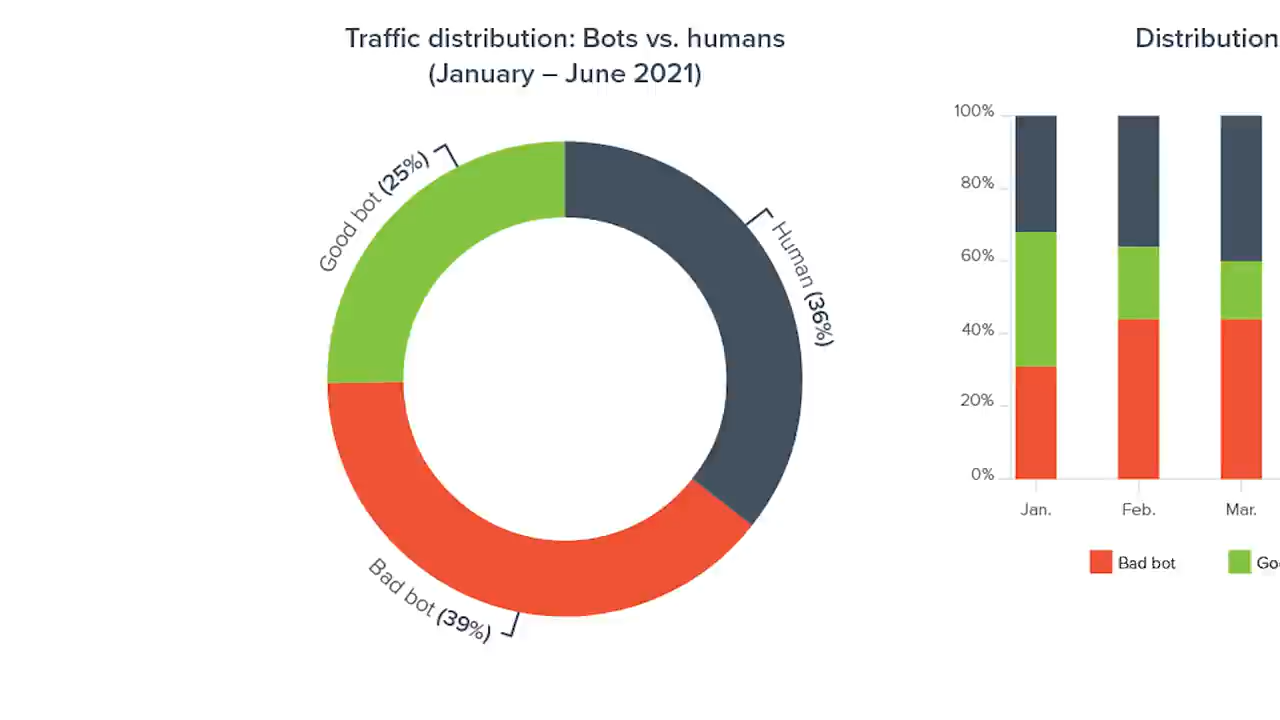 Traffic distribution: Bots vs. humans
(January – June 2021)
Good bot (25%)
Human (36%)
Bad bot (39%)
Distribution
100%
80%
60%
40%
20%
0%
Jan.
Feb.
Mar.
Bad bot